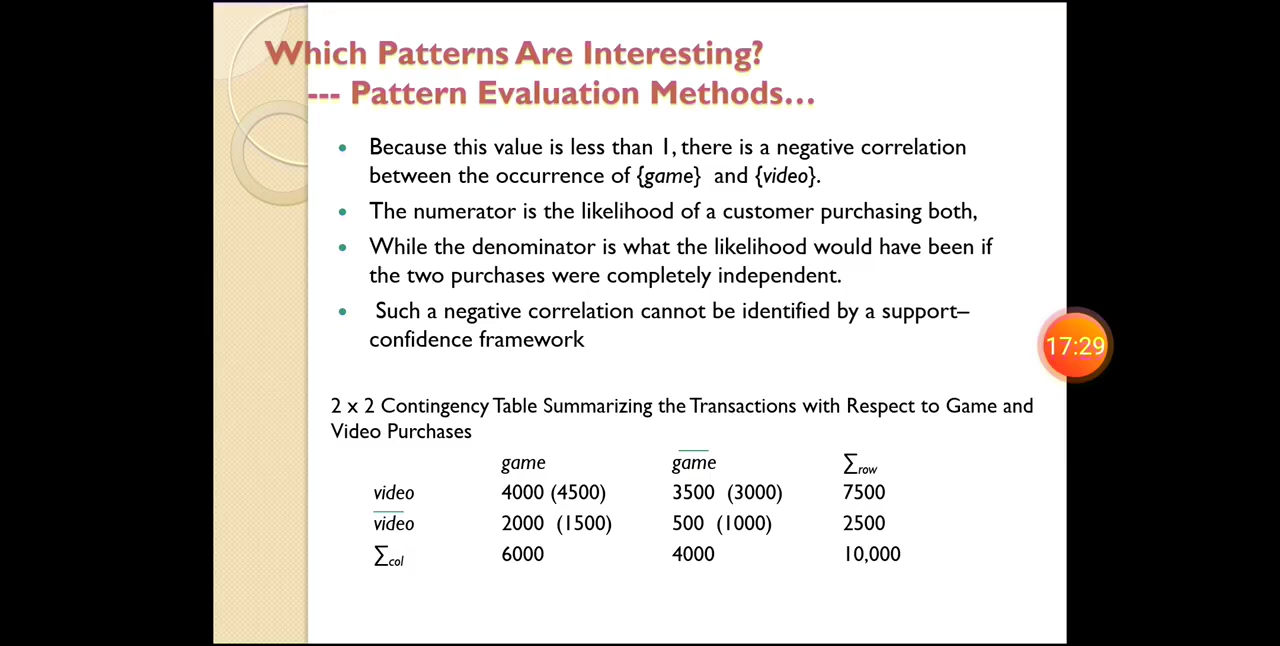 Which Patterns Are Interesting?
--- Pattern Evaluation Methods…
• Because this value is less than 1, there is a negative correlation
between the occurrence of {game} and {video}.
• The numerator is the likelihood of a customer purchasing both,
• While the denominator is what the likelihood would have been if
the two purchases were completely independent.
• Such a negative correlation cannot be identified by a support–
confidence framework
17:29
2 x 2 Contingency Table Summarizing the Transactions with Respect to Game and
Video Purchases
game g̅a̅m̅e̅ ∑row
video 4000 (4500) 3500 (3000) 7500
v̅i̅d̅e̅o̅ 2000 (1500) 500 (1000) 2500
∑col 6000 4000 10,000